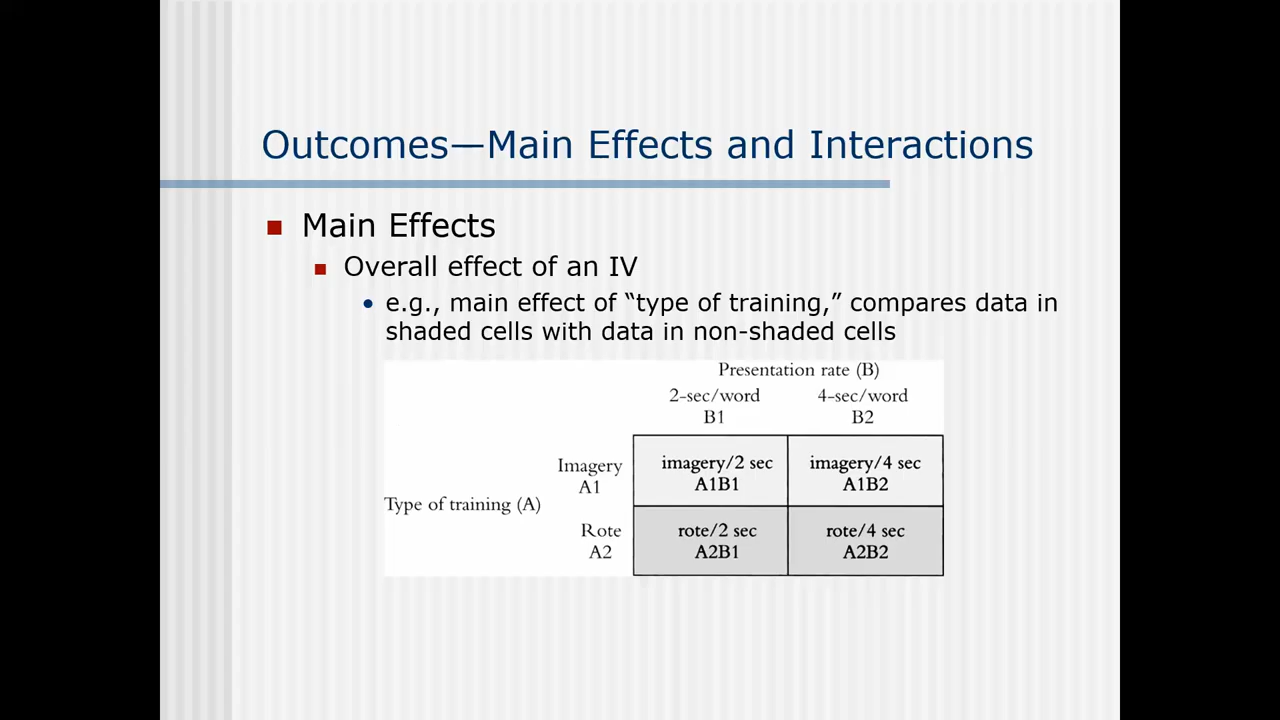 Outcomes—Main Effects and Interactions
Main Effects
Overall effect of an IV
e.g., main effect of “type of training,” compares data in
shaded cells with data in non-shaded cells
Presentation rate (B)
2-sec/word 4-sec/word
B1 B2
Imagery imagery/2 sec imagery/4 sec
A1 A1B1 A1B2
Type of training (A)
Rote rote/2 sec rote/4 sec
A2 A2B1 A2B2